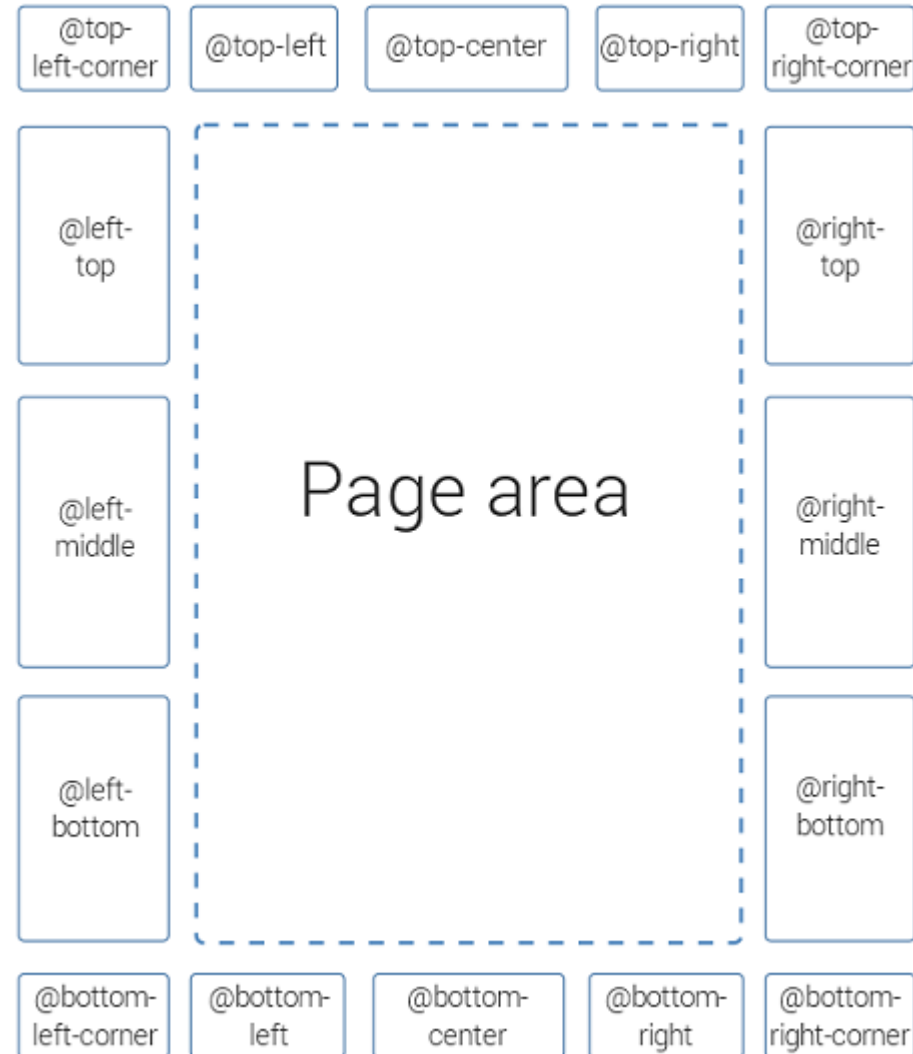 @top-
left-corner
@top-left
@top-center
@top-right
@top-
right-corner
@left-
top
@right-
top
Page area
@left-
middle
@right-
middle
@left-
bottom
@right-
bottom
@bottom-
left-corner
@bottom-
left
@bottom-
center
@bottom-
right
@bottom-
right-corner